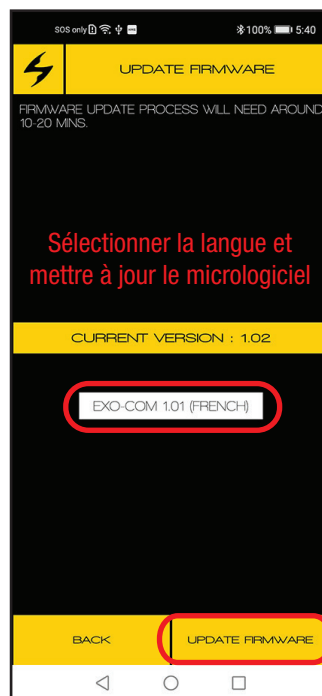 SOS only 100% 5:40
UPDATE FIRMWARE
FIRMWARE UPDATE PROCESS WILL NEED AROUND
10-20 MINS.
Sélectionner la langue et
mettre à jour le micrologiciel
CURRENT VERSION : 1.02
EXO-COM 1.01 (FRENCH)
BACK UPDATE FIRMWARE